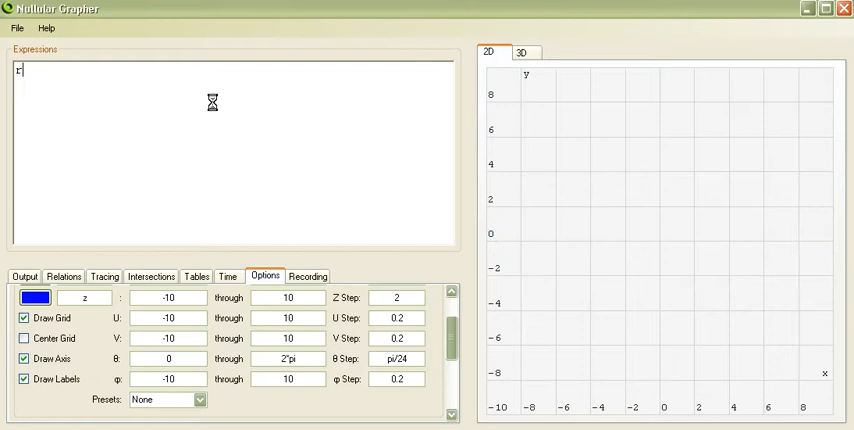 Nullular Grapher
File Help
Expressions
r
Output Relations Tracing Intersections Tables Time Options Recording
z : -10 through 10 Z Step: 2
Draw Grid U: -10 through 10 U Step: 0.2
Center Grid V: -10 through 10 V Step: 0.2
Draw Axis θ: 0 through 2*pi θ Step: pi/24
Draw Labels φ: -10 through 10 φ Step: 0.2
Presets: None
2D 3D
y
8
6
4
2
0
-2
-4
-6
-8 x
-10 -8 -6 -4 -2 0 2 4 6 8